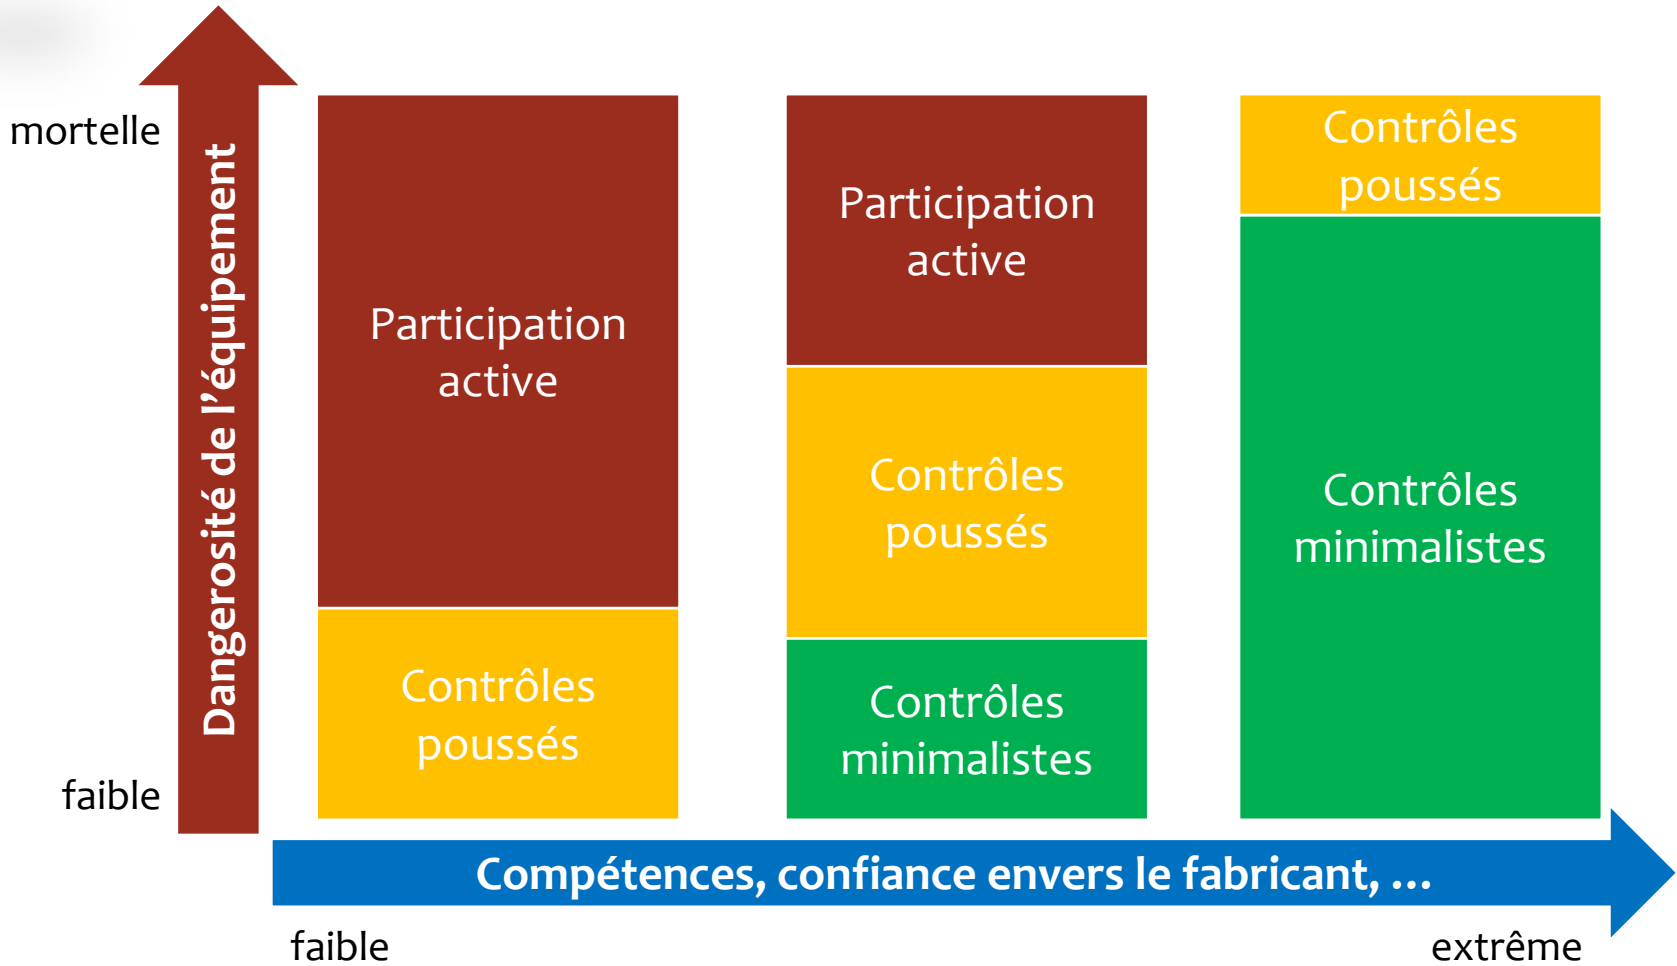 mortelle
Dangerosité de l’équipement
faible
Participation
active
Contrôles
poussés
Participation
active
Contrôles
poussés
Contrôles
minimalistes
Contrôles
poussés
Contrôles
minimalistes
Compétences, confiance envers le fabricant, ...
faible
extrême